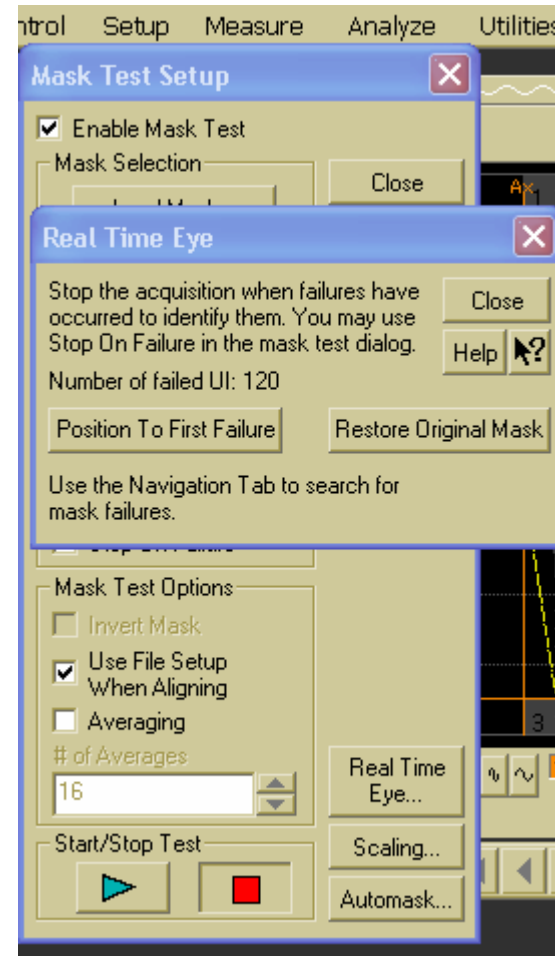 Setup Measure Analyze Utilities
Mask Test Setup
Enable Mask Test
Mask Selection
Close
Ax
1
Real Time Eye
Stop the acquisition when failures have
occurred to identify them. You may use
Stop On Failure in the mask test dialog.
Close
Help
Number of failed UI: 120
Position To First Failure
Restore Original Mask
Use the Navigation Tab to search for
mask failures.
Mask Test Options
Invert Mask
Use File Setup
When Aligning
Averaging
# of Averages
16
Real Time
Eye...
3
Start/Stop Test
Scaling...
Automask...